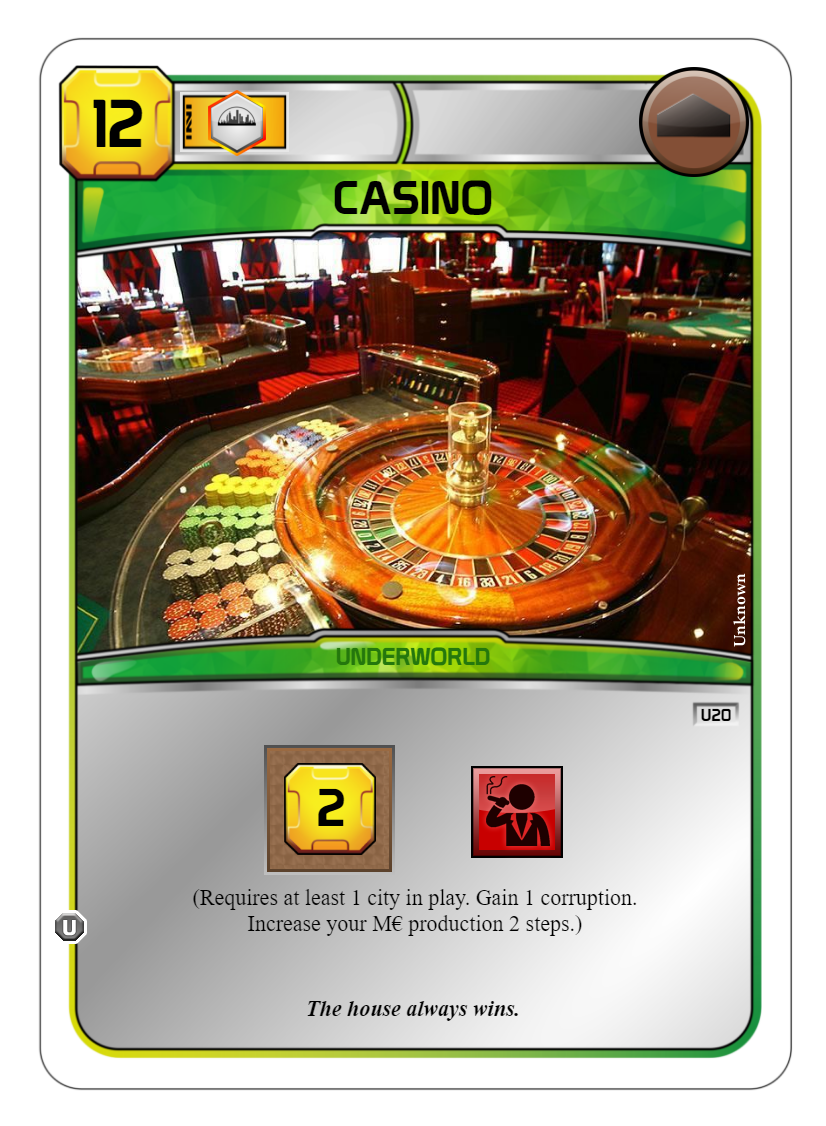 12
CASINO
Unknown
UNDERWORLD
U20
2
(Requires at least 1 city in play. Gain 1 corruption.
Increase your M€ production 2 steps.)
U
The house always wins.